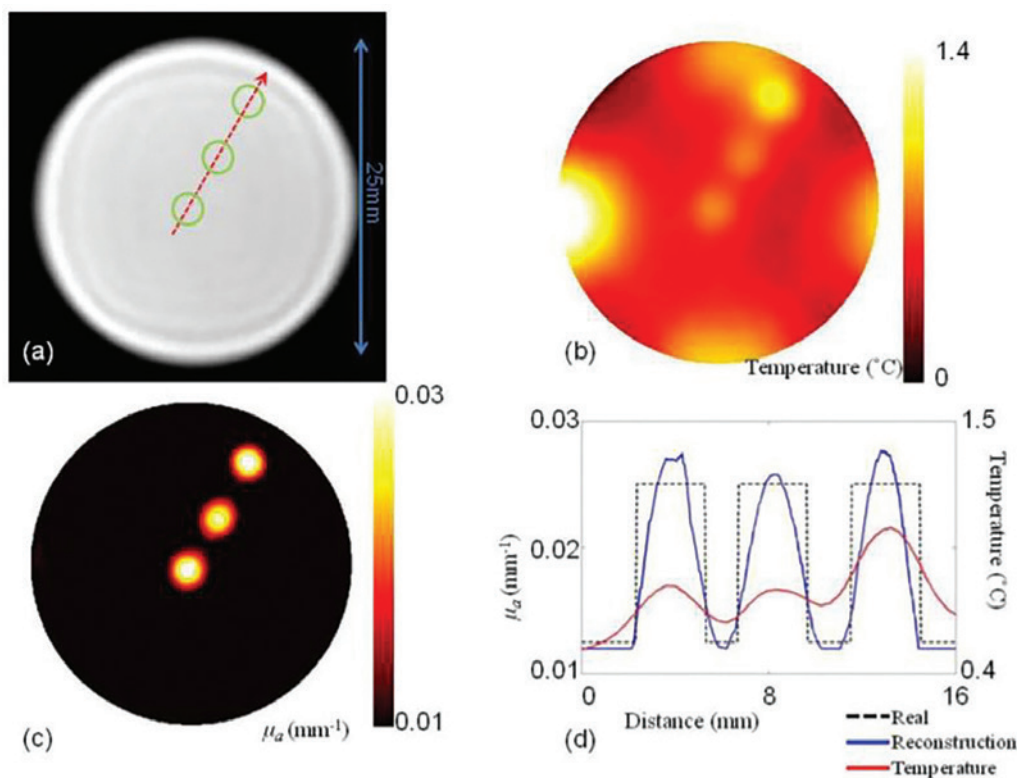 25mm
(a)
1.4
(b)
Temperature (˚C)
0
0.03
(c)
μa (mm-1)
0.01
0.03
1.5
μa (mm-1)
0.02
Temperature (˚C)
0.01
0.4
0
8
16
Distance (mm)
(d)
Real
Reconstruction
Temperature